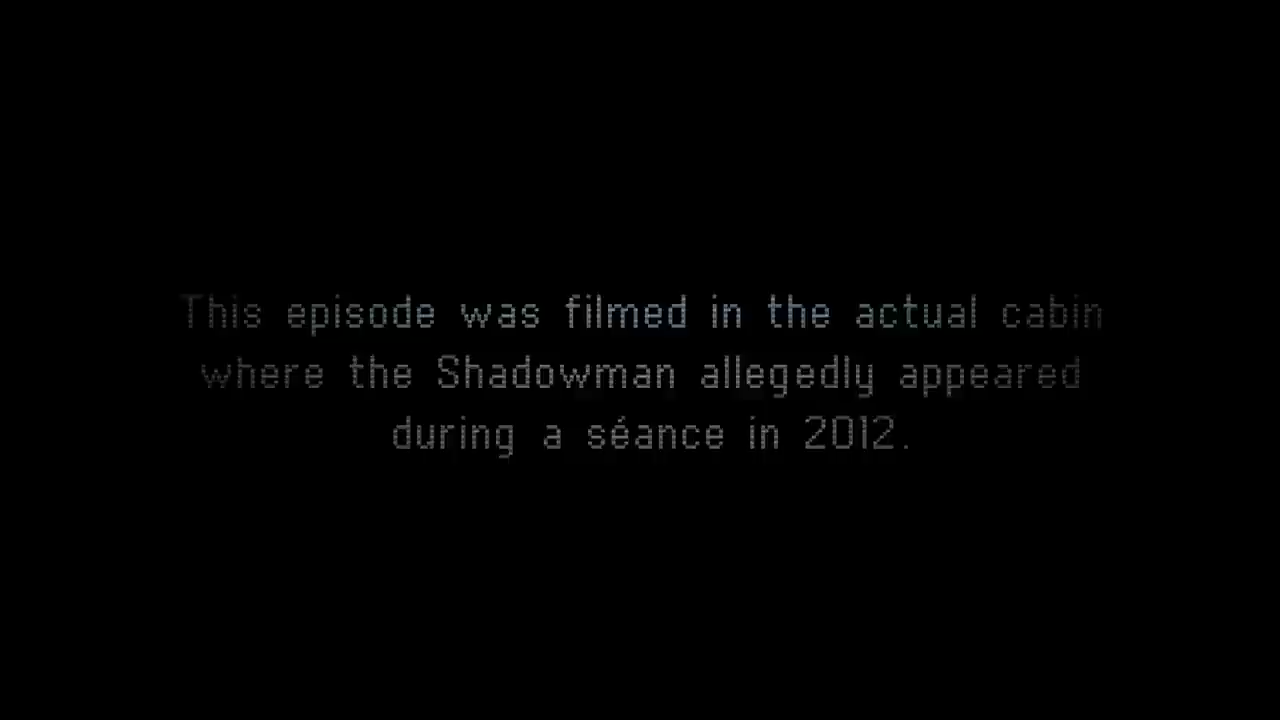 This episode was filmed in the actual cabin
where the Shadowman allegedly appeared
during a séance in 2012.